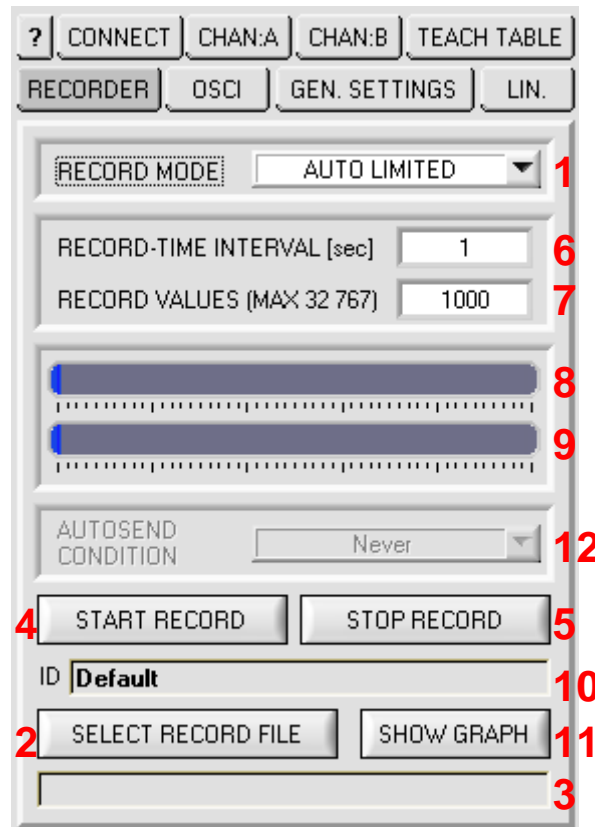 ? CONNECT CHAN:A CHAN:B TEACH TABLE
RECORDER OSCI GEN. SETTINGS LIN.
RECORD MODE AUTO LIMITED 1
RECORD-TIME INTERVAL [sec] 1 6
RECORD VALUES (MAX 32 767) 1000 7
8
9
AUTOSEND
CONDITION Never 12
4 START RECORD STOP RECORD 5
ID Default 10
2 SELECT RECORD FILE SHOW GRAPH 11
3